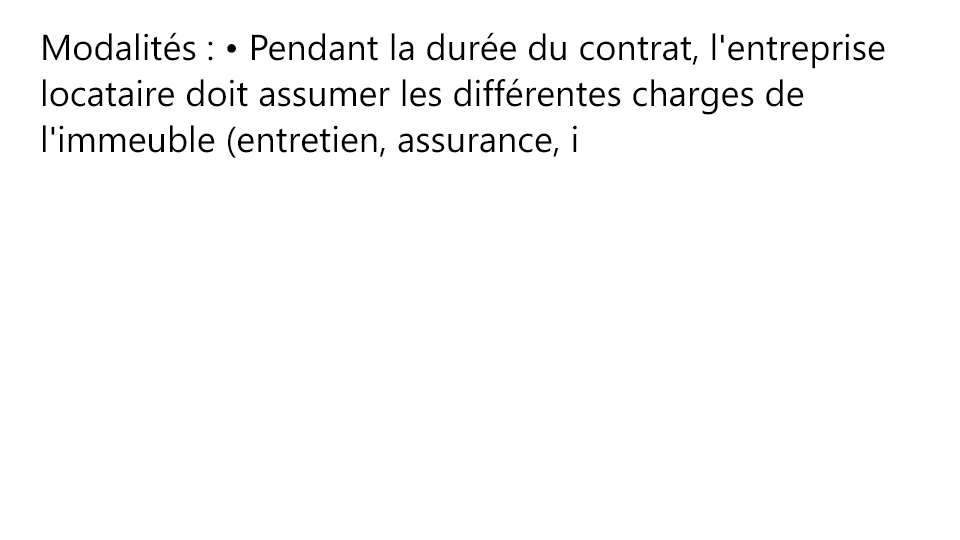 Modalités : • Pendant la durée du contrat, l'entreprise
locataire doit assumer les différentes charges de
l'immeuble (entretien, assurance, i